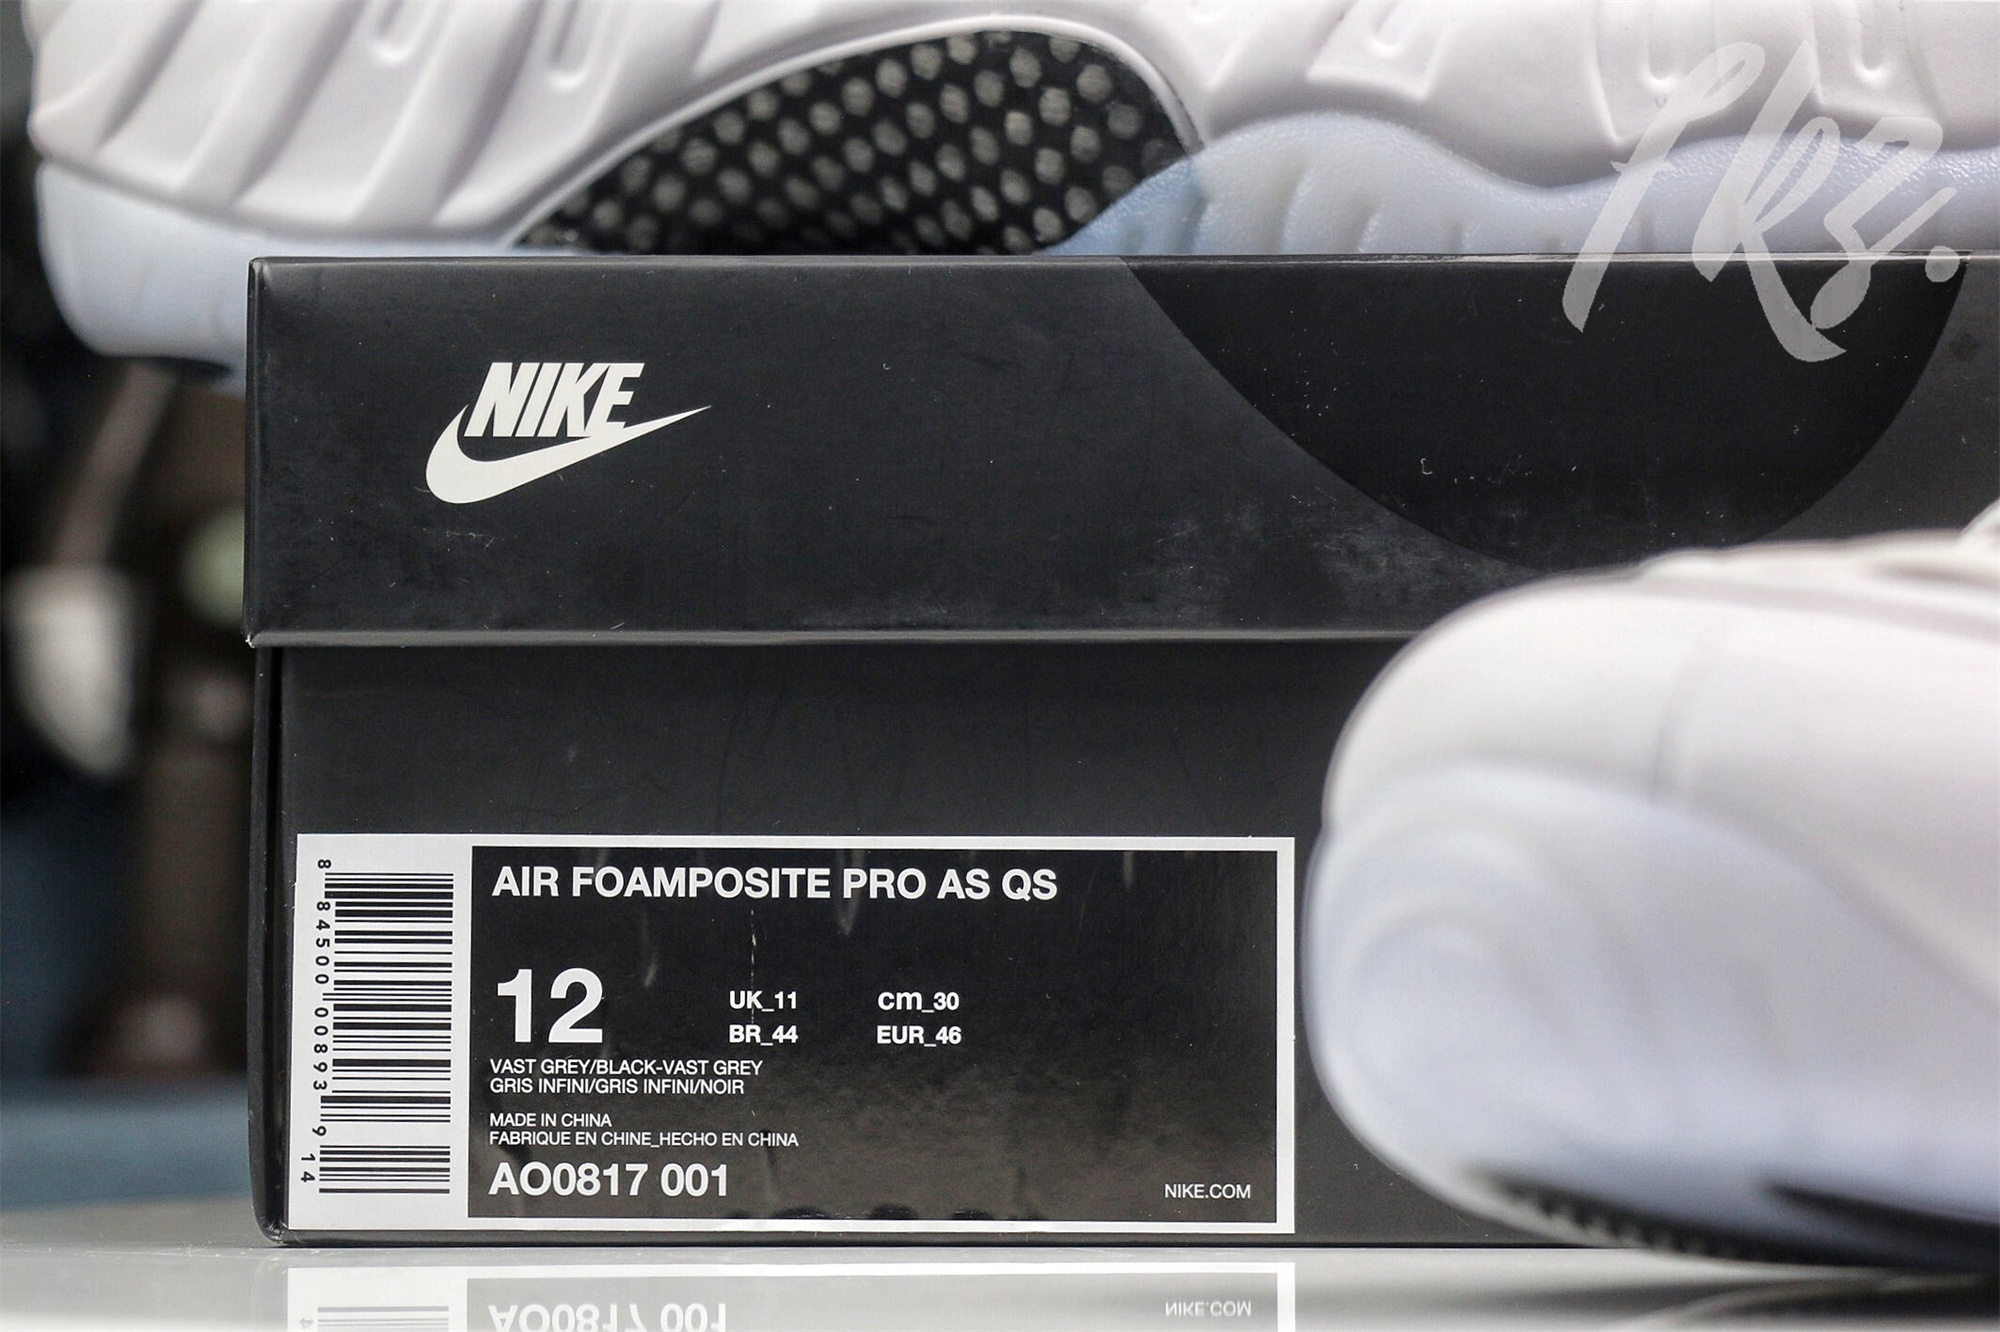 NIKE
AIR FOAMPOSITE PRO AS QS
12
UK_11 cm_30
BR_44 EUR_46
VAST GREY/BLACK-VAST GREY
GRIS INFINI/GRIS INFINI/NOIR
MADE IN CHINA
FABRIQUE EN CHINE_HECHO EN CHINA
AO0817 001
NIKE.COM
8 84500 00893 9 14